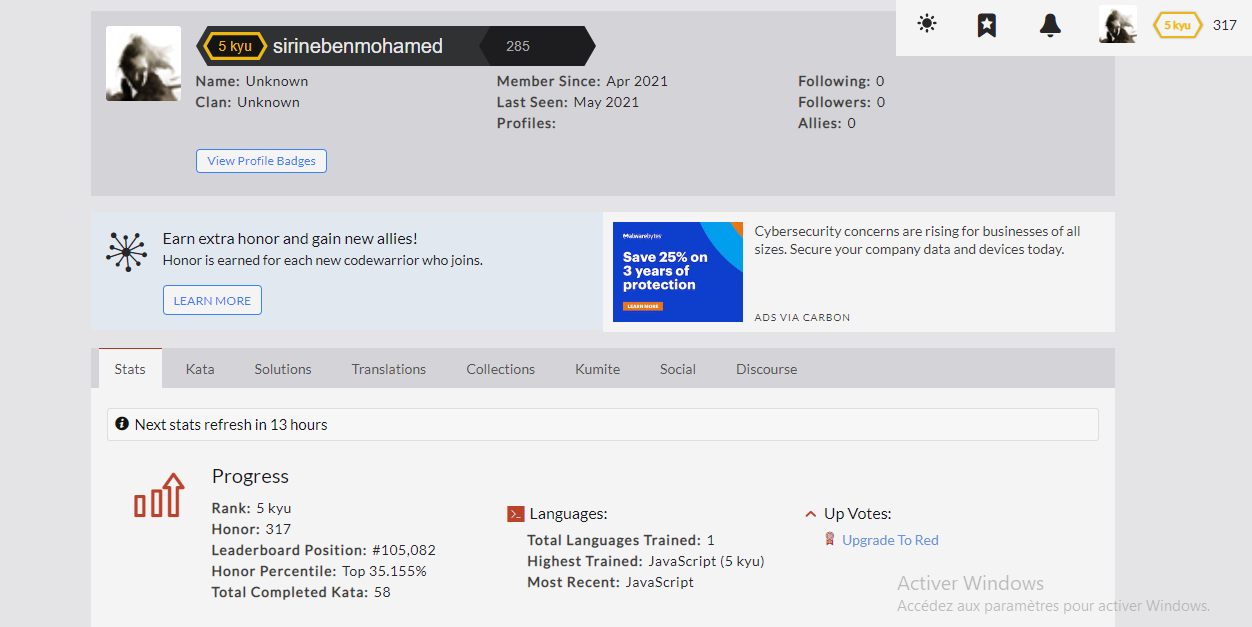 5 kyu sirinebenmohamed 285
5 kyu 317
Name: Unknown
Clan: Unknown
Member Since: Apr 2021
Last Seen: May 2021
Profiles:
Following: 0
Followers: 0
Allies: 0
View Profile Badges
Earn extra honor and gain new allies!
Honor is earned for each new codewarrior who joins.
LEARN MORE
Malwarebytes
Save 25% on
3 years of
protection
LEARN MORE
Cybersecurity concerns are rising for businesses of all
sizes. Secure your company data and devices today.
ADS VIA CARBON
Stats Kata Solutions Translations Collections Kumite Social Discourse
Next stats refresh in 13 hours
Progress
Rank: 5 kyu
Honor: 317
Leaderboard Position: #105,082
Honor Percentile: Top 35.155%
Total Completed Kata: 58
Languages:
Total Languages Trained: 1
Highest Trained: JavaScript (5 kyu)
Most Recent: JavaScript
Up Votes:
Upgrade To Red
Activer Windows
Accédez aux paramètres pour activer Windows.